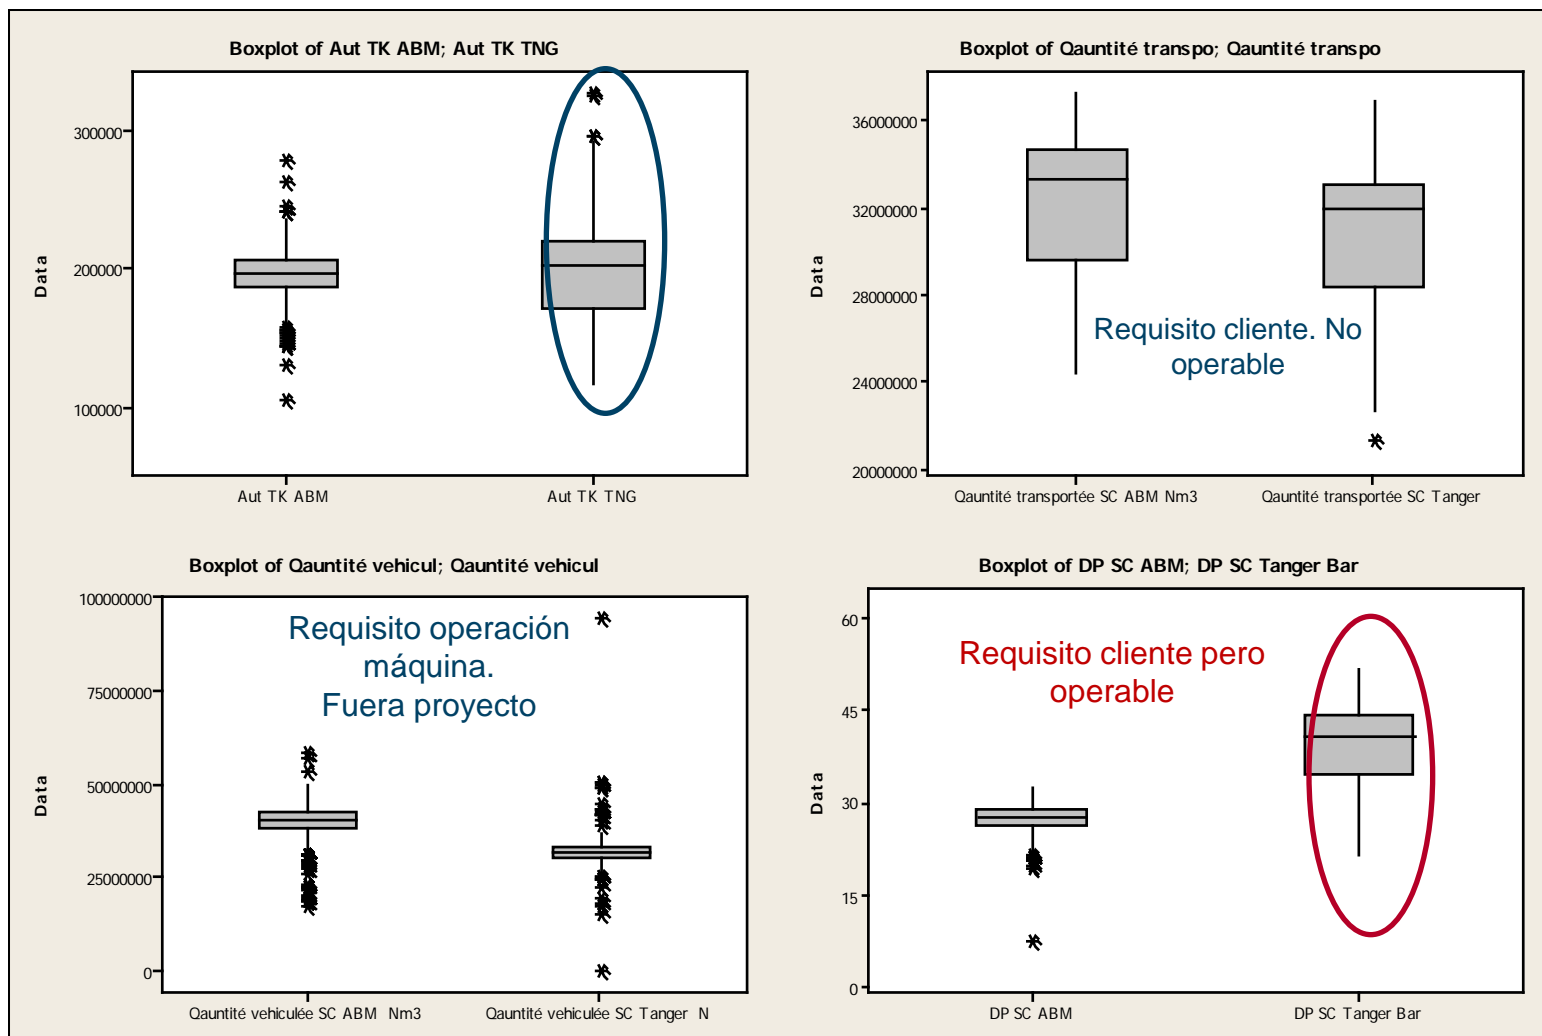 Boxplot of Aut TK ABM; Aut TK TNG
300000
200000
100000
Data
Aut TK ABM
Aut TK TNG
Boxplot of Qauntité transpo; Qauntité transpo
36000000
32000000
28000000
24000000
20000000
Data
Requisito cliente. No
operable
Qauntité transportée SC ABM Nm3
Qauntité transportée SC Tanger
Boxplot of Qauntité vehicul; Qauntité vehicul
100000000
75000000
50000000
25000000
0
Data
Requisito operación
máquina.
Fuera proyecto
Qauntité vehiculée SC ABM Nm3
Qauntité vehiculée SC Tanger N
Boxplot of DP SC ABM; DP SC Tanger Bar
60
45
30
15
0
Data
Requisito cliente pero
operable
DP SC ABM
DP SC Tanger Bar